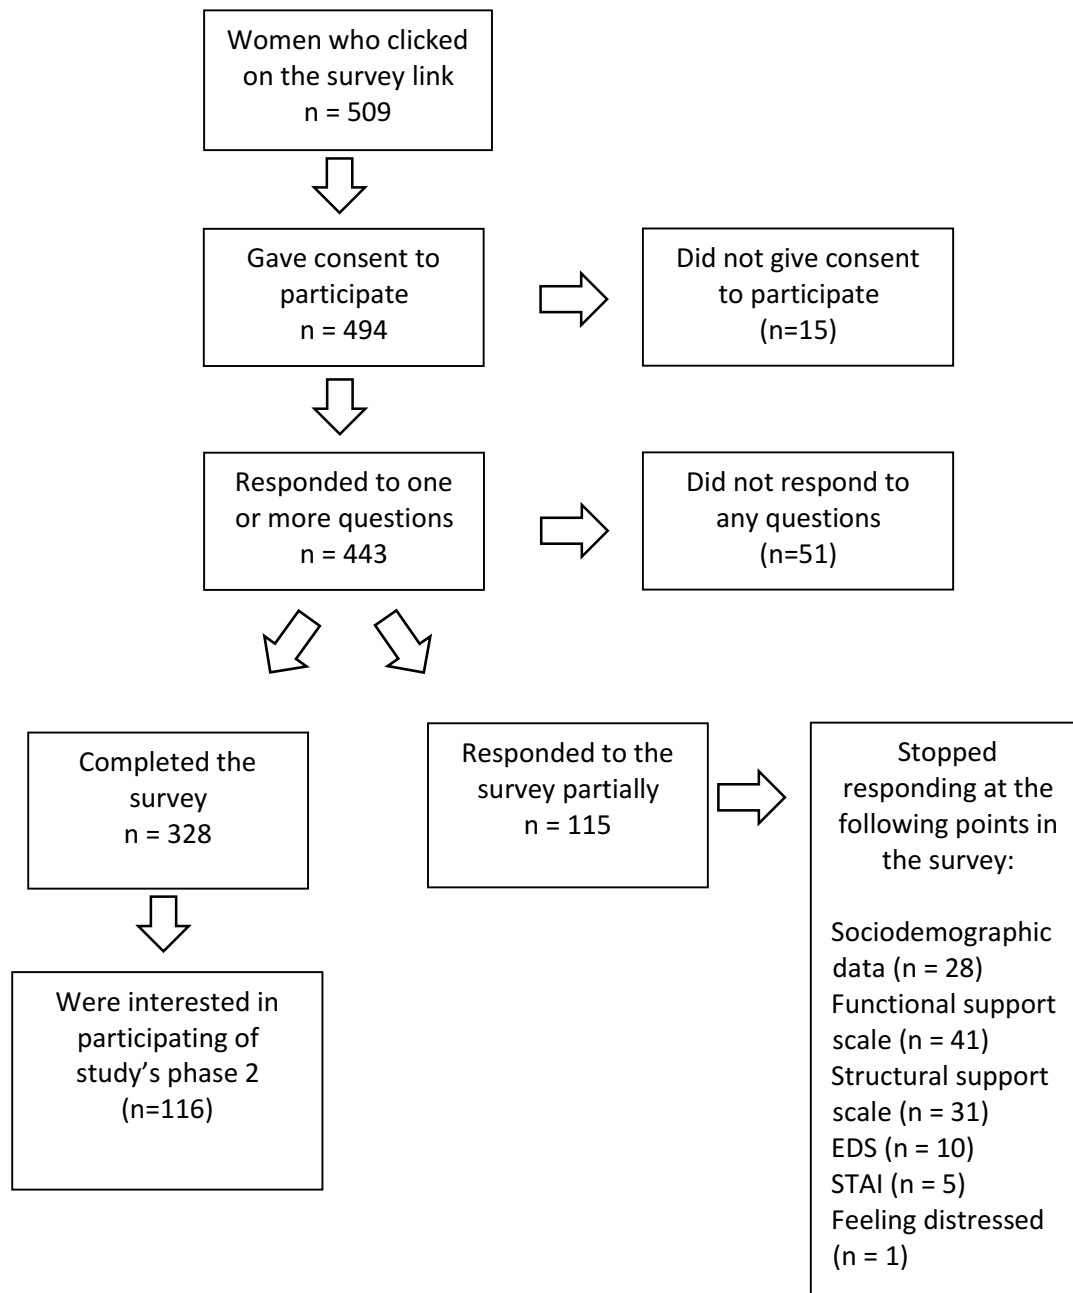 Women who clicked
on the survey link
n = 509
Gave consent to
participate
n = 494
Did not give consent
to participate
(n=15)
Responded to one
or more questions
n = 443
Did not respond to
any questions
(n=51)
Completed the
survey
n = 328
Responded to the
survey partially
n = 115
Stopped
responding at the
following points in
the survey:
Sociodemographic
data (n = 28)
Functional support
scale (n = 41)
Structural support
scale (n = 31)
EDS (n = 10)
STAI (n = 5)
Feeling distressed
(n = 1)
Were interested in
participating of
study’s phase 2
(n=116)